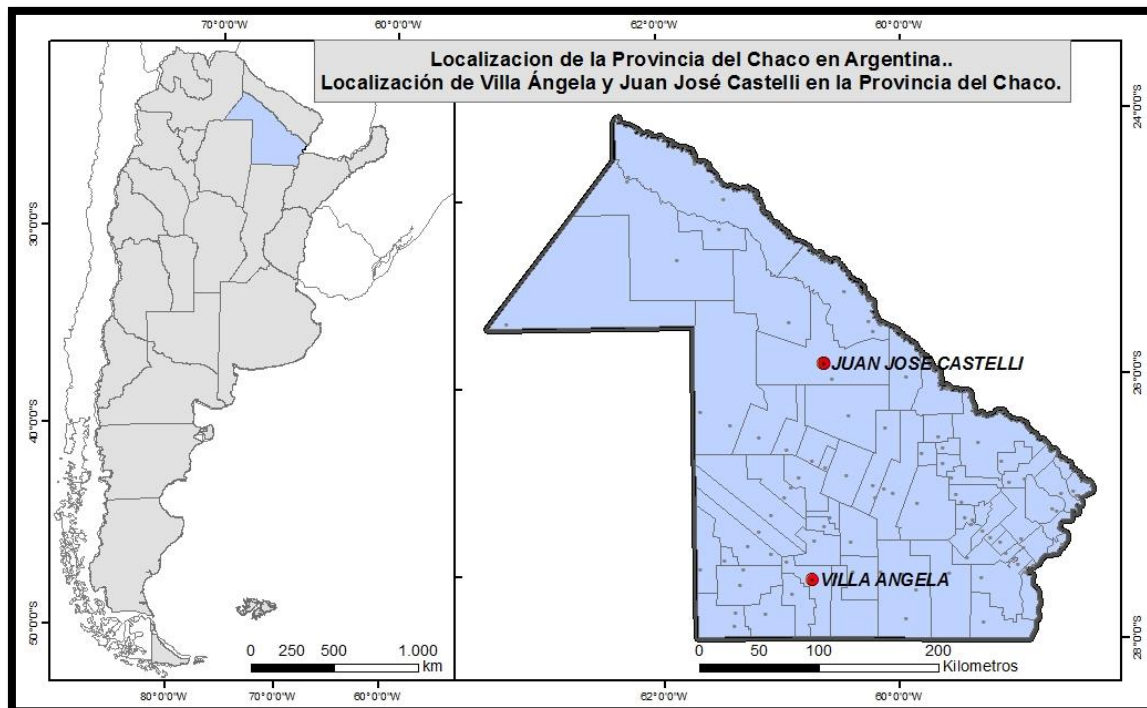 70°0'0"W 60°0'0"W 62°0'0"W 60°0'0"W
Localizacion de la Provincia del Chaco en Argentina..
Localización de Villa Ángela y Juan José Castelli en la Provincia del Chaco.
24°0'0"S
30°0'0"S
JUAN JOSE CASTELLI
26°0'0"S
40°0'0"S
VILLA ANGELA
50°0'0"S
28°0'0"S
0 250 500 1.000
km
0 50 100 200
Kilometros
80°0'0"W 70°0'0"W 60°0'0"W 62°0'0"W 60°0'0"W